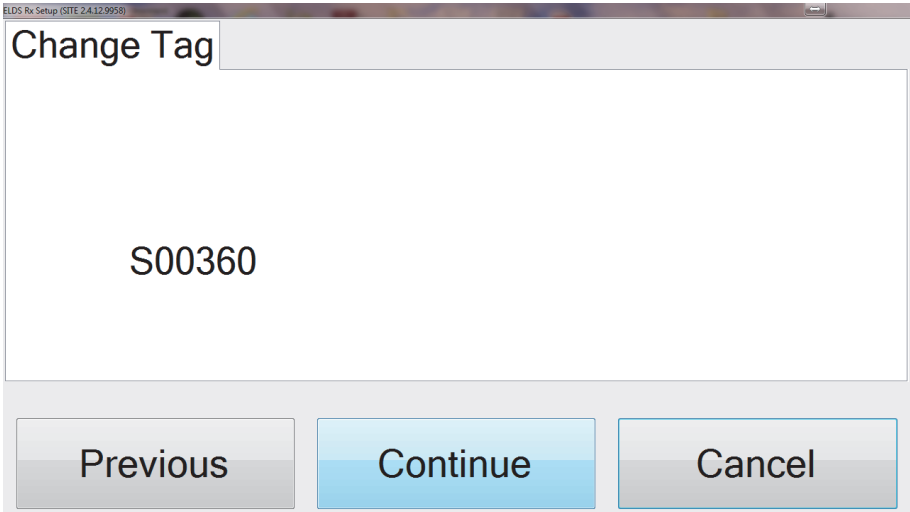 ELDS Rx Setup (SITE 2.4.12.9958)
Change Tag
S00360
Previous
Continue
Cancel